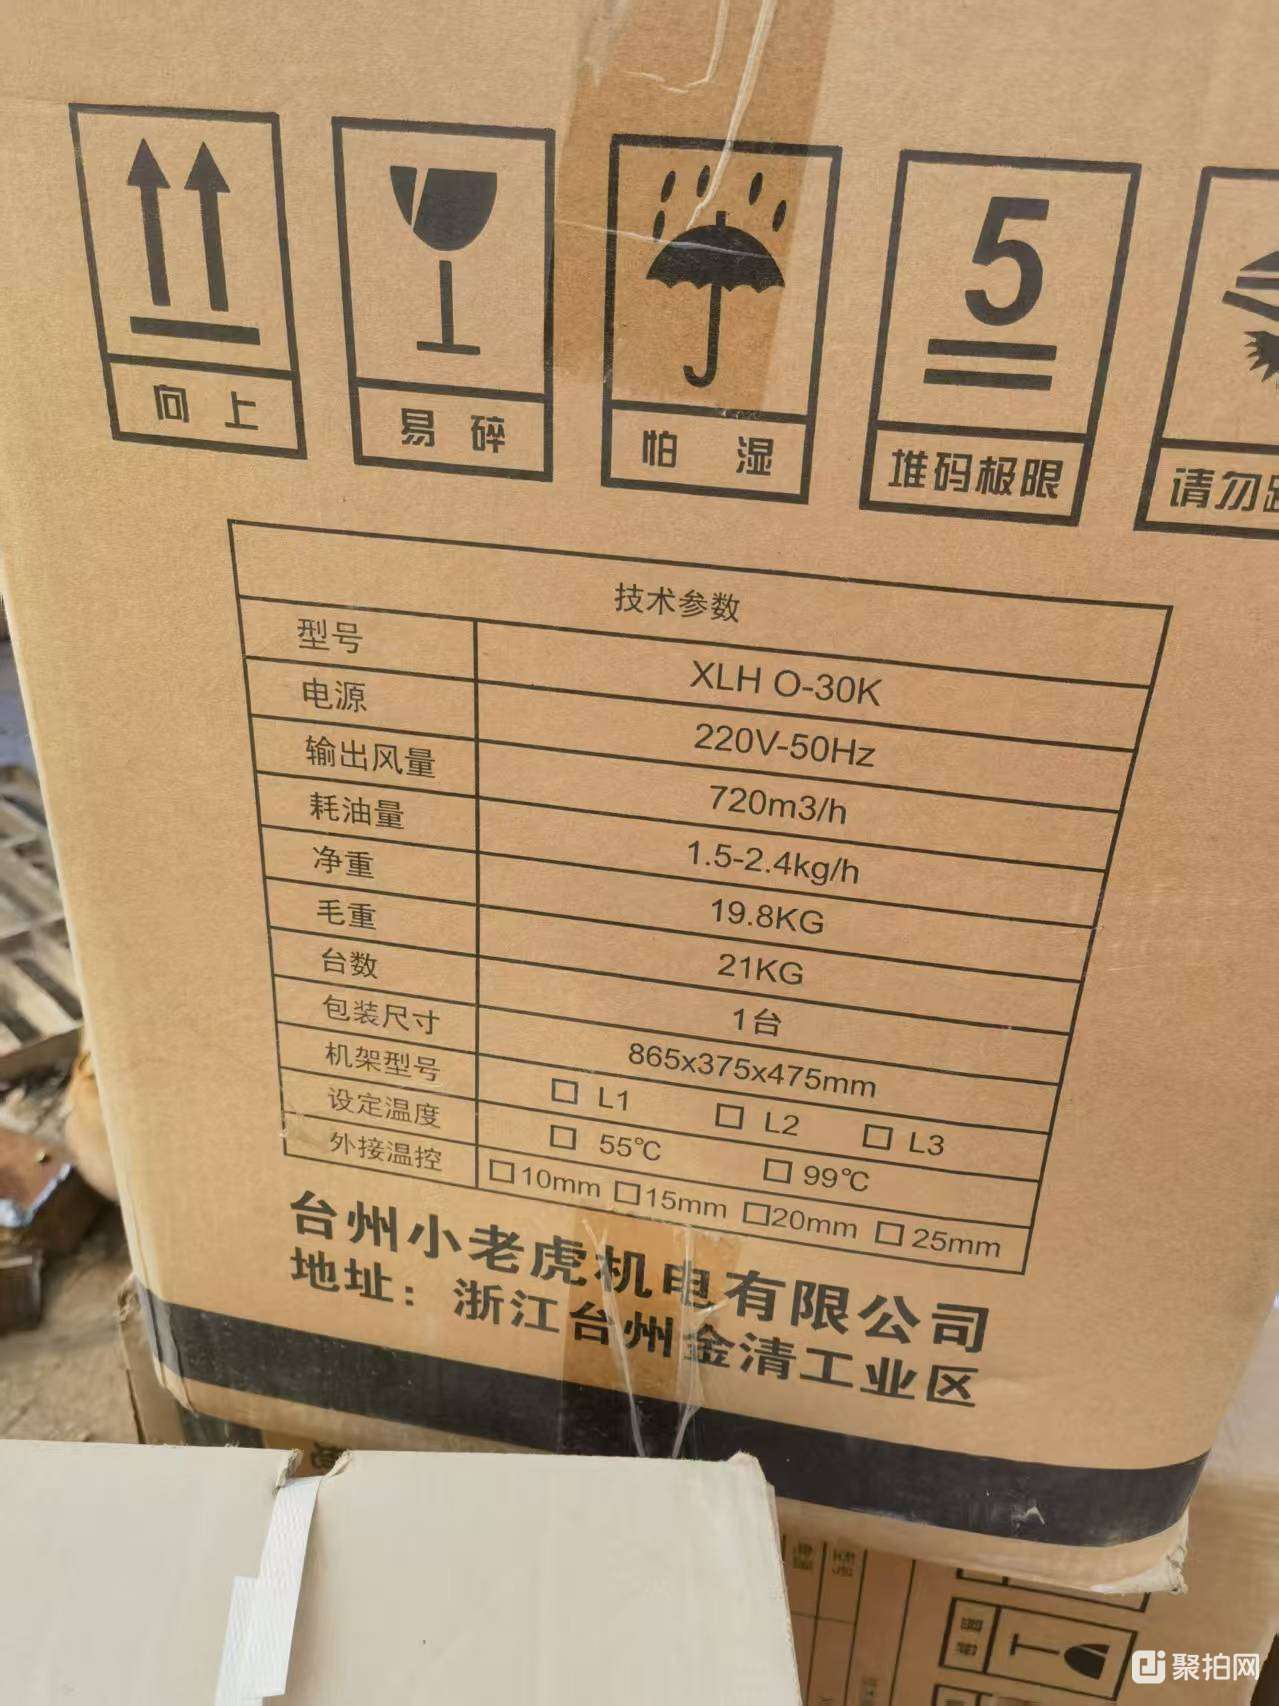 向上
易碎
怕湿
5
堆码极限
请勿
技术参数
型号 XLH O-30K
电源 220V-50Hz
输出风量 720m3/h
耗油量 1.5-2.4kg/h
净重 19.8KG
毛重 21KG
台数 1台
包装尺寸 865x375x475mm
机架型号 □ L1 □ L2 □ L3
设定温度 □ 55℃ □ 99℃
外接温控 □10mm □15mm □20mm □25mm
台州小老虎机电有限公司
地址：浙江台州金清工业区
聚拍网